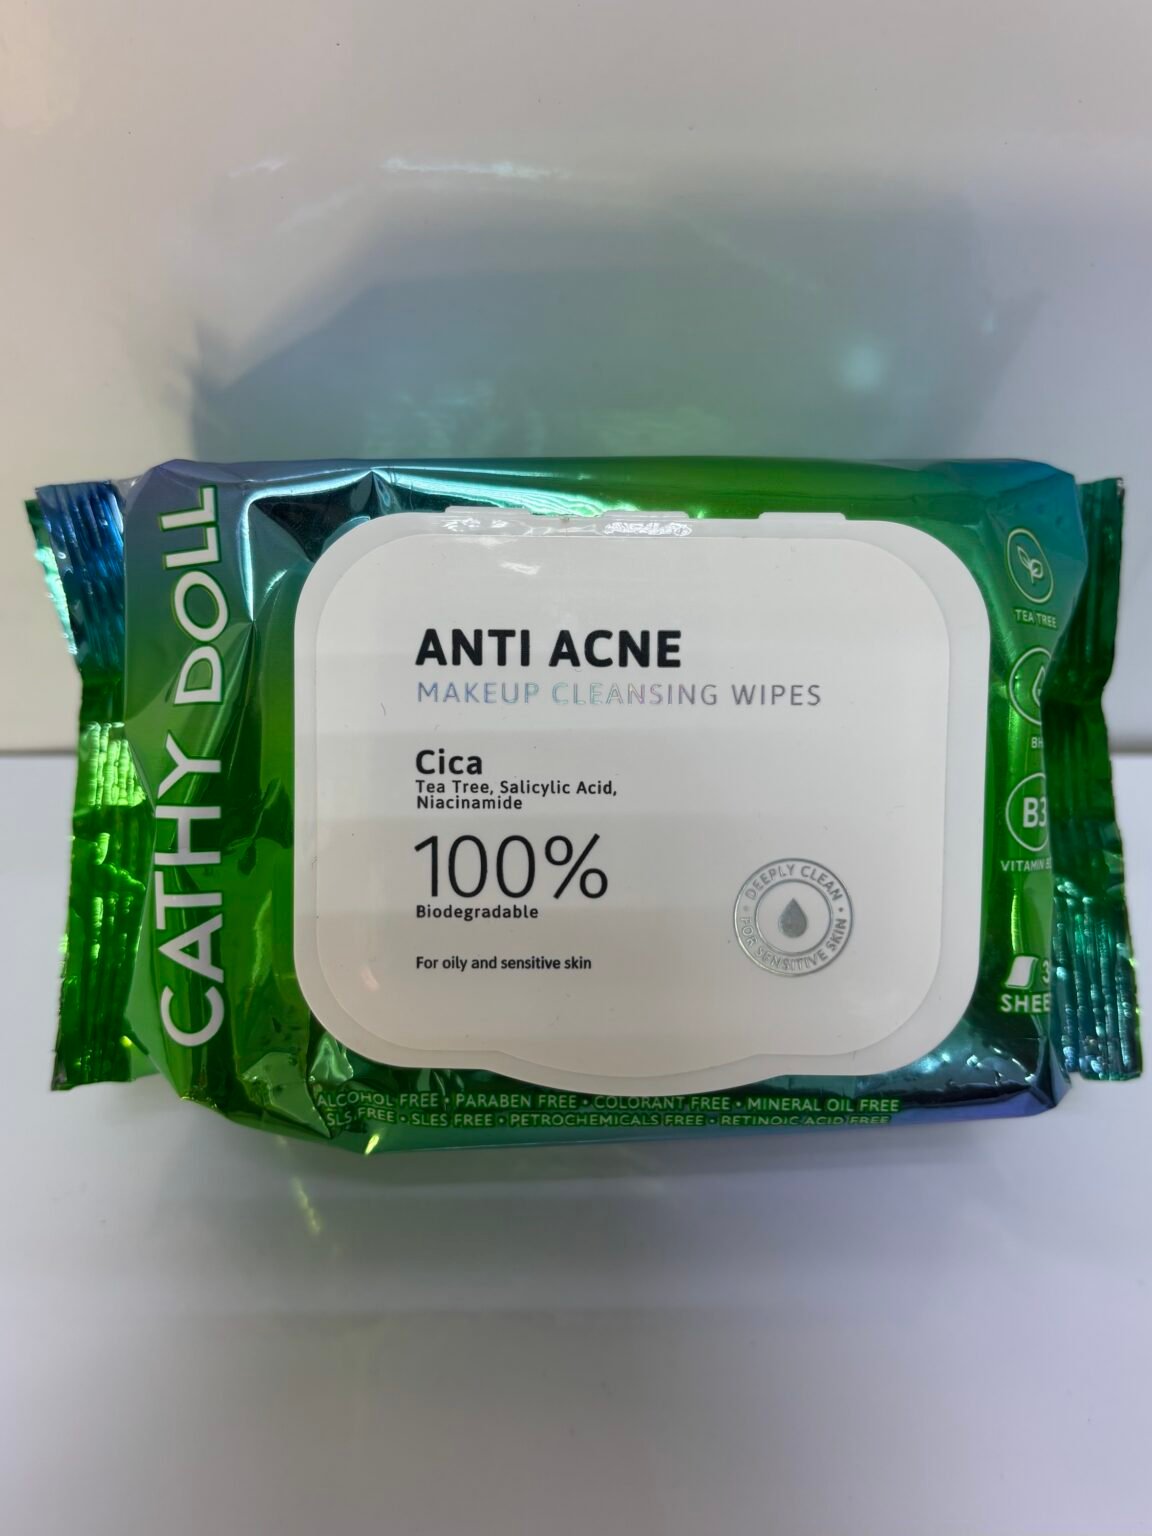 CATHY DOLL
ANTI ACNE
MAKEUP CLEANSING WIPES
Cica
Tea Tree, Salicylic Acid,
Niacinamide
100%
Biodegradable
For oily and sensitive skin
DEEPLY CLEAN •
FOR SENSITIVE SKIN •
TEA TREE
B3
VITAMIN
ALCOHOL FREE • PARABEN FREE • COLORANT FREE • MINERAL OIL FREE
SLS FREE • SLES FREE • PETROCHEMICALS FREE • RETINOIC ACID FREE